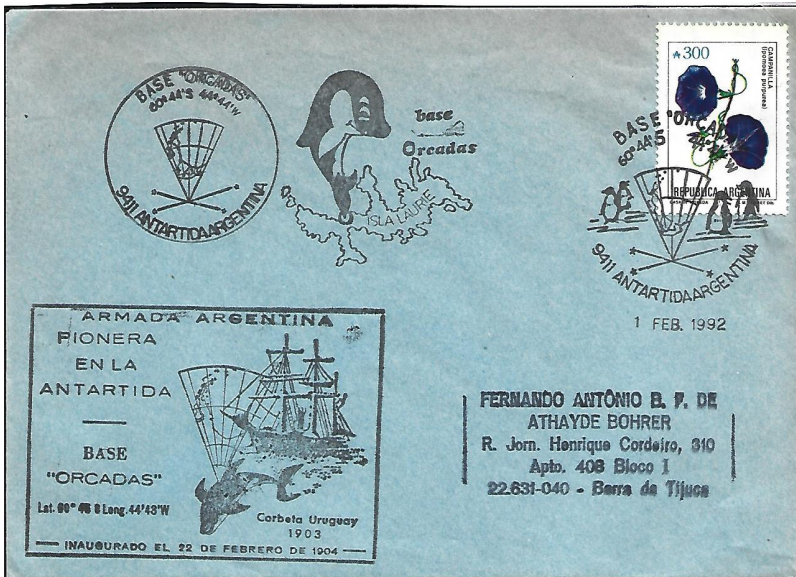 BASE "ORCADAS"
60°44'S 44°44'W
9411 ANTARTIDA ARGENTINA
base
Orcadas
ISLA LAURIE
₳300
CAMPANILLA
(Ipomoea purpurea)
REPUBLICA ARGENTINA
BASE "ORCADAS"
60°44'S 44°44'W
9411 ANTARTIDA ARGENTINA
1 FEB. 1992
ARMADA ARGENTINA
PIONERA
EN LA
ANTARTIDA
BASE
"ORCADAS"
Lat. 60° 45 S Long. 44°43'W
Corbeta Uruguay
1903
INAUGURADO EL 22 DE FEBRERO DE 1904
FERNANDO ANTÔNIO B. F. DE
ATHAYDE BOHRER
R. Jorn. Henrique Cordeiro, 310
Apto. 408 Bloco I
22.631-040 - Barra da Tijuca